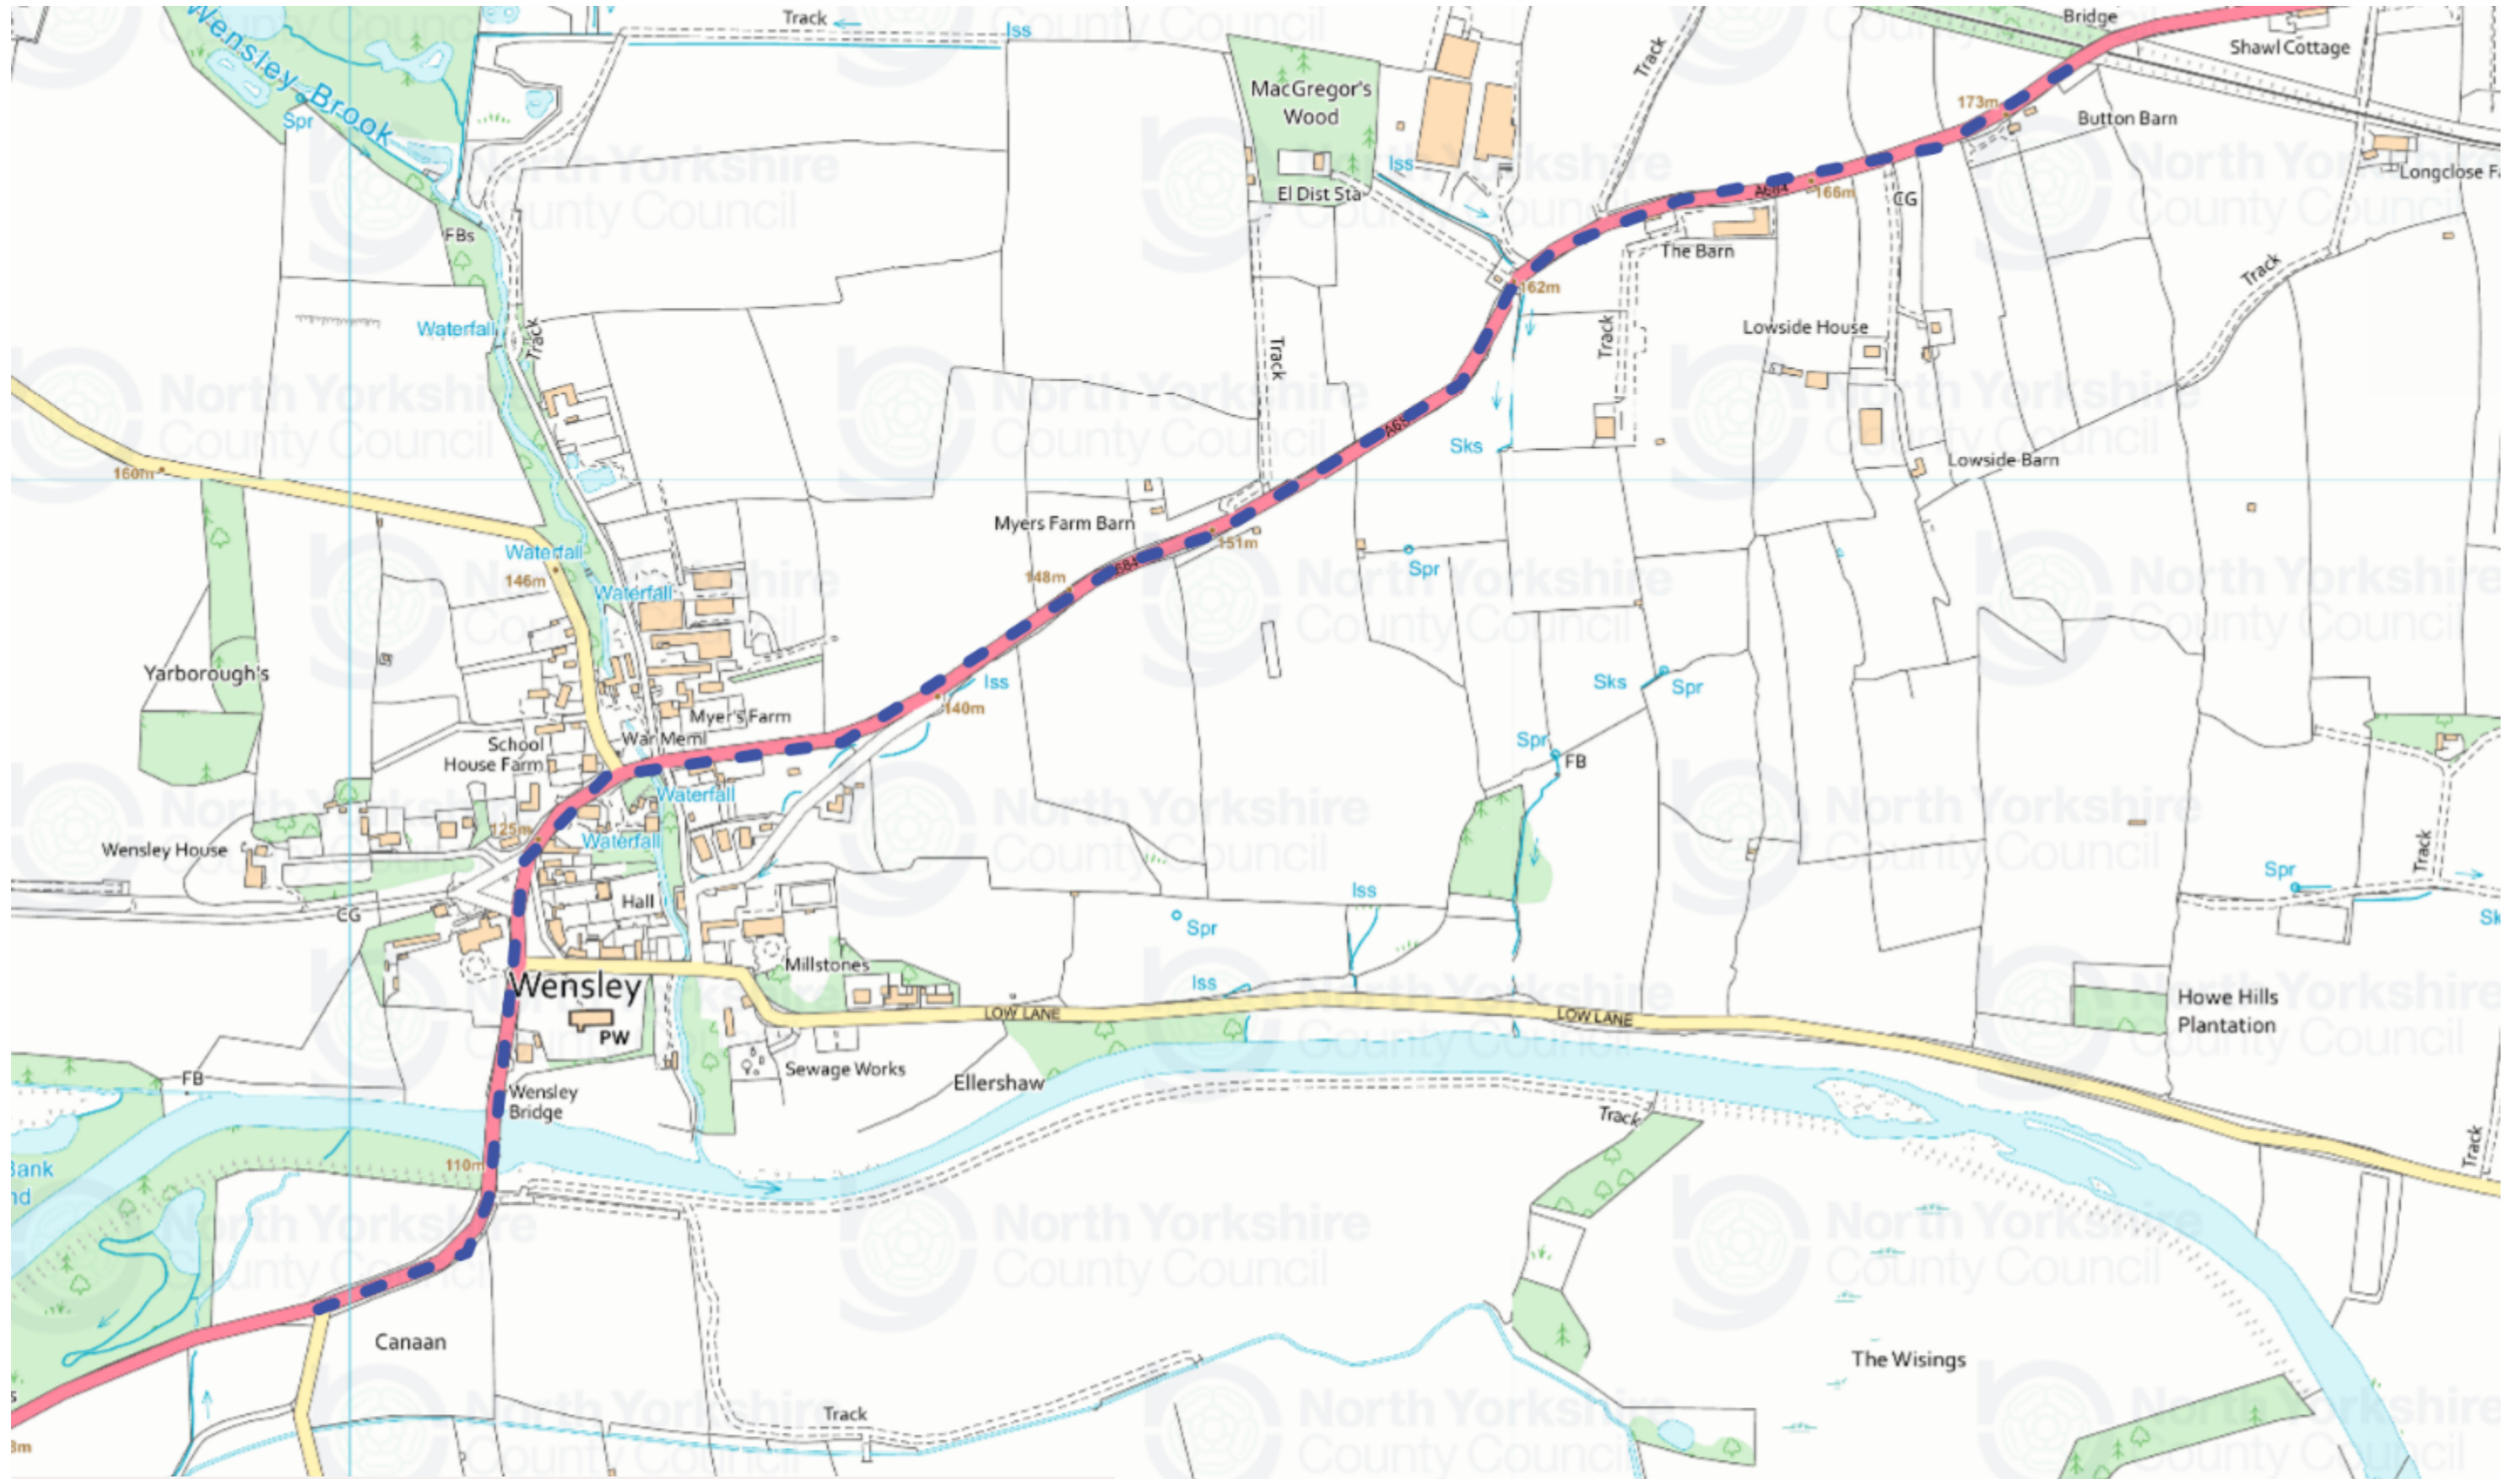 Track
Iss
Bridge
Shawl Cottage
Wensley Brook
Spr
MacGregor's
Wood
Track
173m
Button Barn
Iss
El Dist Sta
A684
166m
CG
FBs
The Barn
Track
162m
Waterfall
Track
Track
Track
Lowside House
160m
Sks
Lowside Barn
Myers Farm Barn
151m
Waterfall
146m
148m
Spr
Waterfall
Yarborough's
Iss
140m
Sks
Spr
Myer's Farm
War Meml
School
House Farm
Spr
FB
Waterfall
125m
Waterfall
Wensley House
Track
Spr
Iss
Hall
CG
Spr
Millstones
Wensley
Iss
LOW LANE
LOW LANE
Howe Hills
Plantation
PW
Sewage Works
Ellershaw
FB
Wensley
Bridge
Track
Track
110m
Canaan
The Wisings
Track
North Yorkshire
County Council